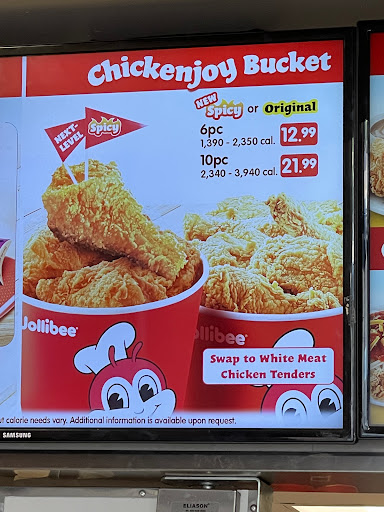 Chickenjoy Bucket
NEW Spicy or Original
6pc 12.99
1,390 - 2,350 cal.
10pc 21.99
2,340 - 3,940 cal.
NEXT-LEVEL Spicy
Jollibee
llibee®
Swap to White Meat
Chicken Tenders
calorie needs vary. Additional information is available upon request.
SAMSUNG
ELIASON